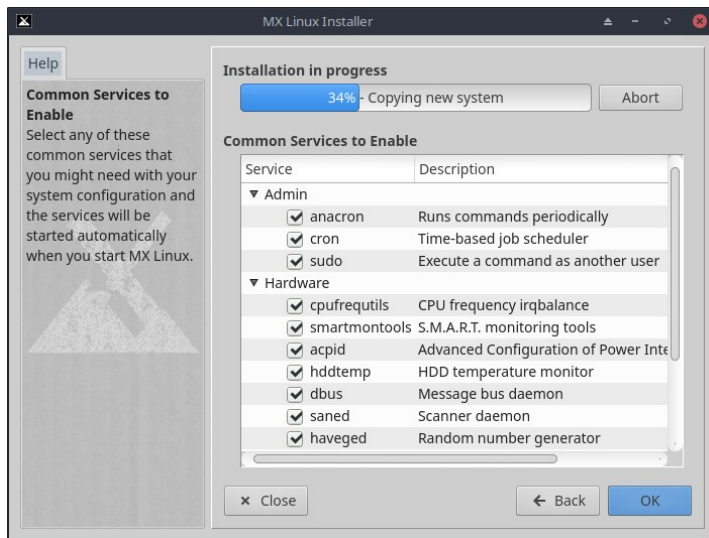 MX Linux Installer
Help
Common Services to
Enable
Select any of these
common services that
you might need with your
system configuration and
the services will be
started automatically
when you start MX Linux.
Installation in progress
34% - Copying new system
Abort
Common Services to Enable
Service Description
Admin
anacron Runs commands periodically
cron Time-based job scheduler
sudo Execute a command as another user
Hardware
cpufrequtils CPU frequency irqbalance
smartmontools S.M.A.R.T. monitoring tools
acpid Advanced Configuration of Power Inte
hddtemp HDD temperature monitor
dbus Message bus daemon
saned Scanner daemon
haveged Random number generator
Close Back OK